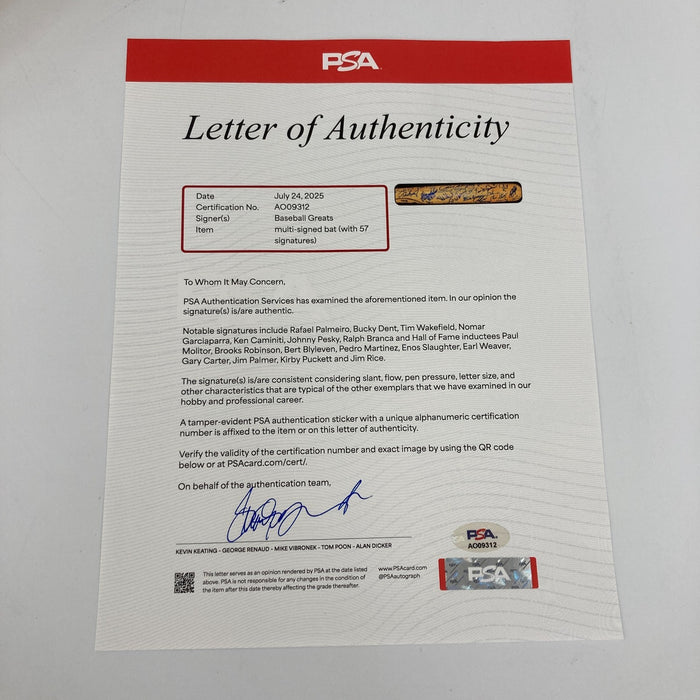 PSA
Letter of Authenticity
Date July 24, 2025
Certification No. AO09312
Signer(s) Baseball Greats
Item multi-signed bat (with 57
signatures)
To Whom It May Concern,
PSA Authentication Services has examined the aforementioned item. In our opinion the
signature(s) is/are authentic.
Notable signatures include Rafael Palmeiro, Bucky Dent, Tim Wakefield, Nomar
Garciaparra, Ken Caminiti, Johnny Pesky, Ralph Branca and Hall of Fame inductees Paul
Molitor, Brooks Robinson, Bert Blyleven, Pedro Martinez, Enos Slaughter, Earl Weaver,
Gary Carter, Jim Palmer, Kirby Puckett and Jim Rice.
The signature(s) is/are consistent considering slant, flow, pen pressure, letter size, and
other characteristics that are typical of the other exemplars that we have examined in our
hobby and professional career.
A tamper-evident PSA authentication sticker with a unique alphanumeric certification
number is affixed to the item or on this letter of authenticity.
Verify the validity of the certification number and exact image by using the QR code
below or at PSAcard.com/cert/.
On behalf of the authentication team,
KEVIN KEATING - GEORGE RENAUD - MIKE VIBRONEK - TOM POON - ALAN DICKER
This letter serves as an opinion rendered by PSA at the date listed
above. PSA is not responsible for any changes in the condition of
the item after this date thereby affecting the grade thereafter.
www.PSAcard.com
@PSAautograph
PSA
AO09312
PSA